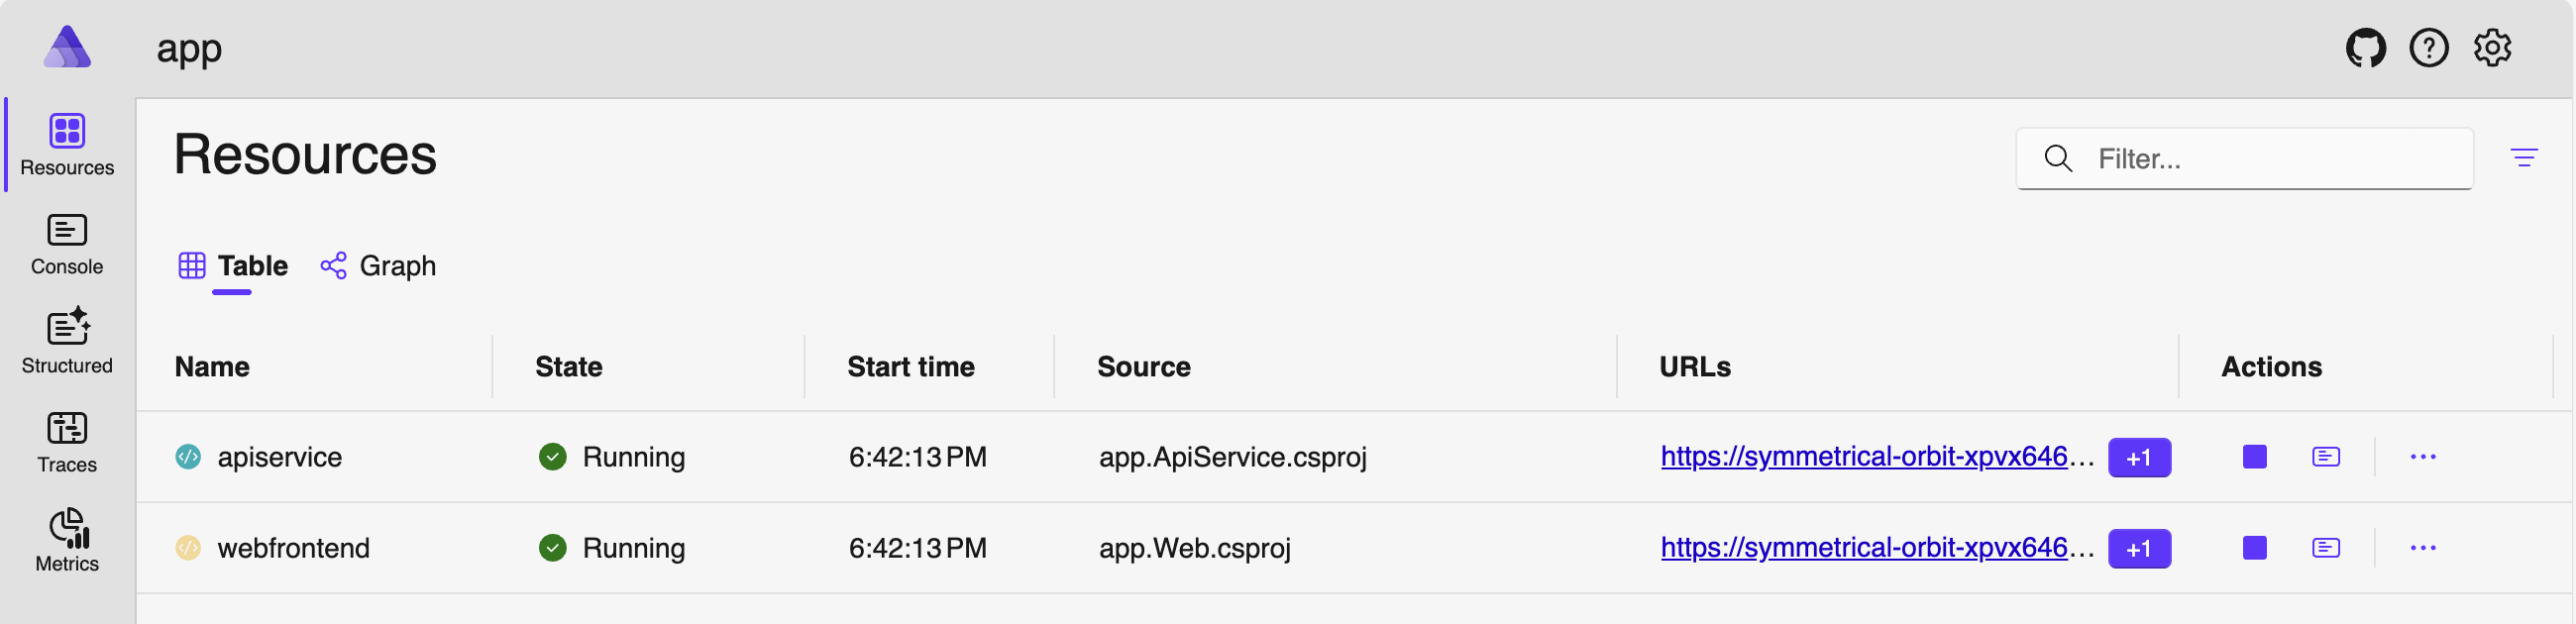 app
Resources
Filter...
Resources
Console
Structured
Traces
Metrics
Table Graph
Name State Start time Source URLs Actions
apiservice Running 6:42:13 PM app.ApiService.csproj https://symmetrical-orbit-xpvx646... +1
webfrontend Running 6:42:13 PM app.Web.csproj https://symmetrical-orbit-xpvx646... +1